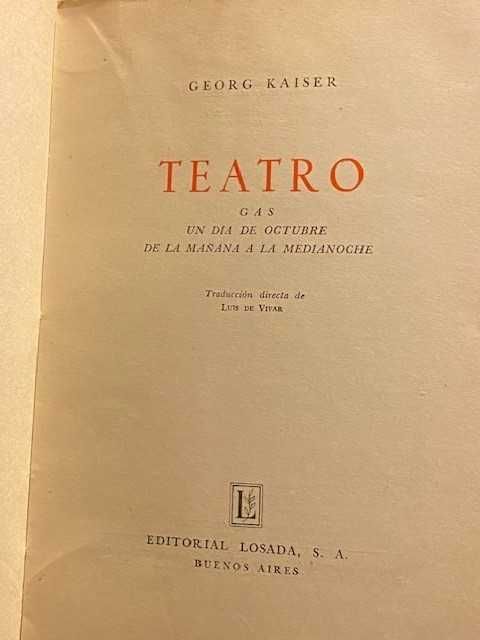 GEORG KAISER
TEATRO
GAS
UN DIA DE OCTUBRE
DE LA MAÑANA A LA MEDIANOCHE
Traducción directa de
LUIS DE VIVAR
L
EDITORIAL LOSADA, S. A.
BUENOS AIRES